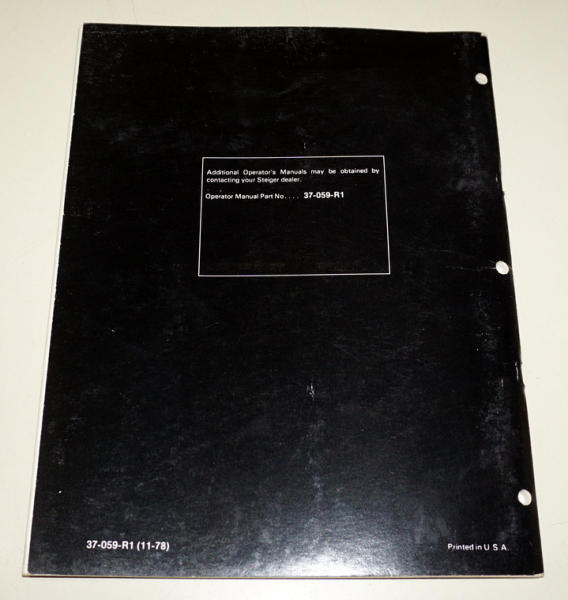 Additional Operator's Manuals may be obtained by
contacting your Steiger dealer.
Operator Manual Part No. . . . 37-059-R1
37-059-R1 (11-78)
Printed in U.S.A.